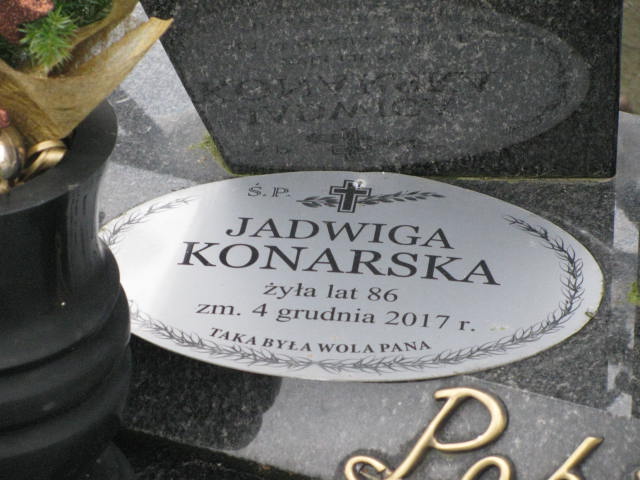 Ś.P.
JADWIGA
KONARSKA
żyła lat 86
zm. 4 grudnia 2017 r.
TAKA BYŁA WOLA PANA